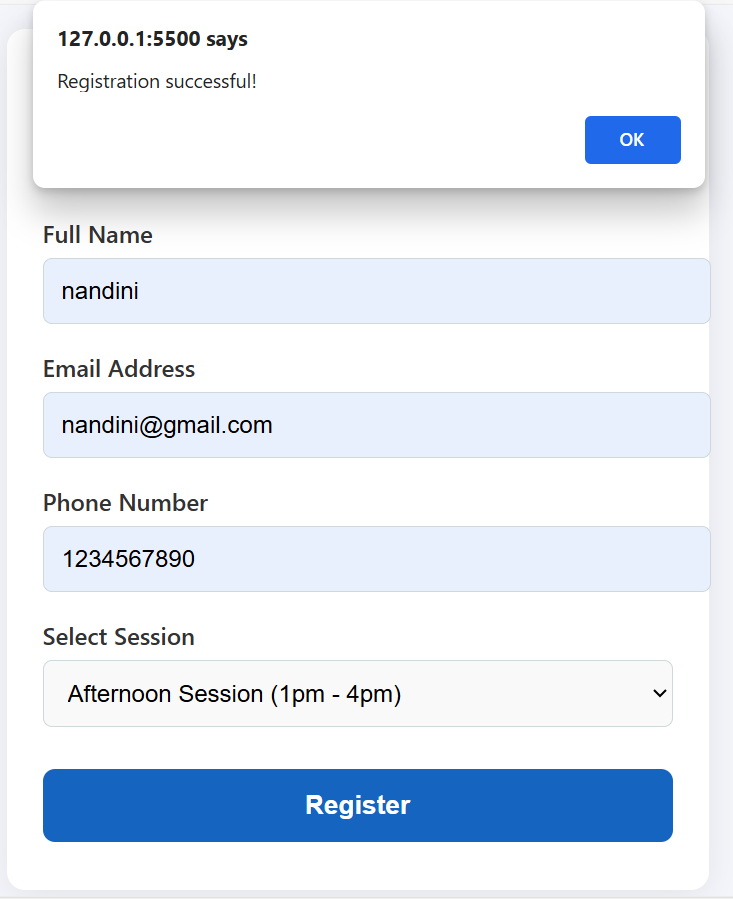 127.0.0.1:5500 says
Registration successful!
OK
Full Name
nandini
Email Address
nandini@gmail.com
Phone Number
1234567890
Select Session
Afternoon Session (1pm - 4pm)
Register